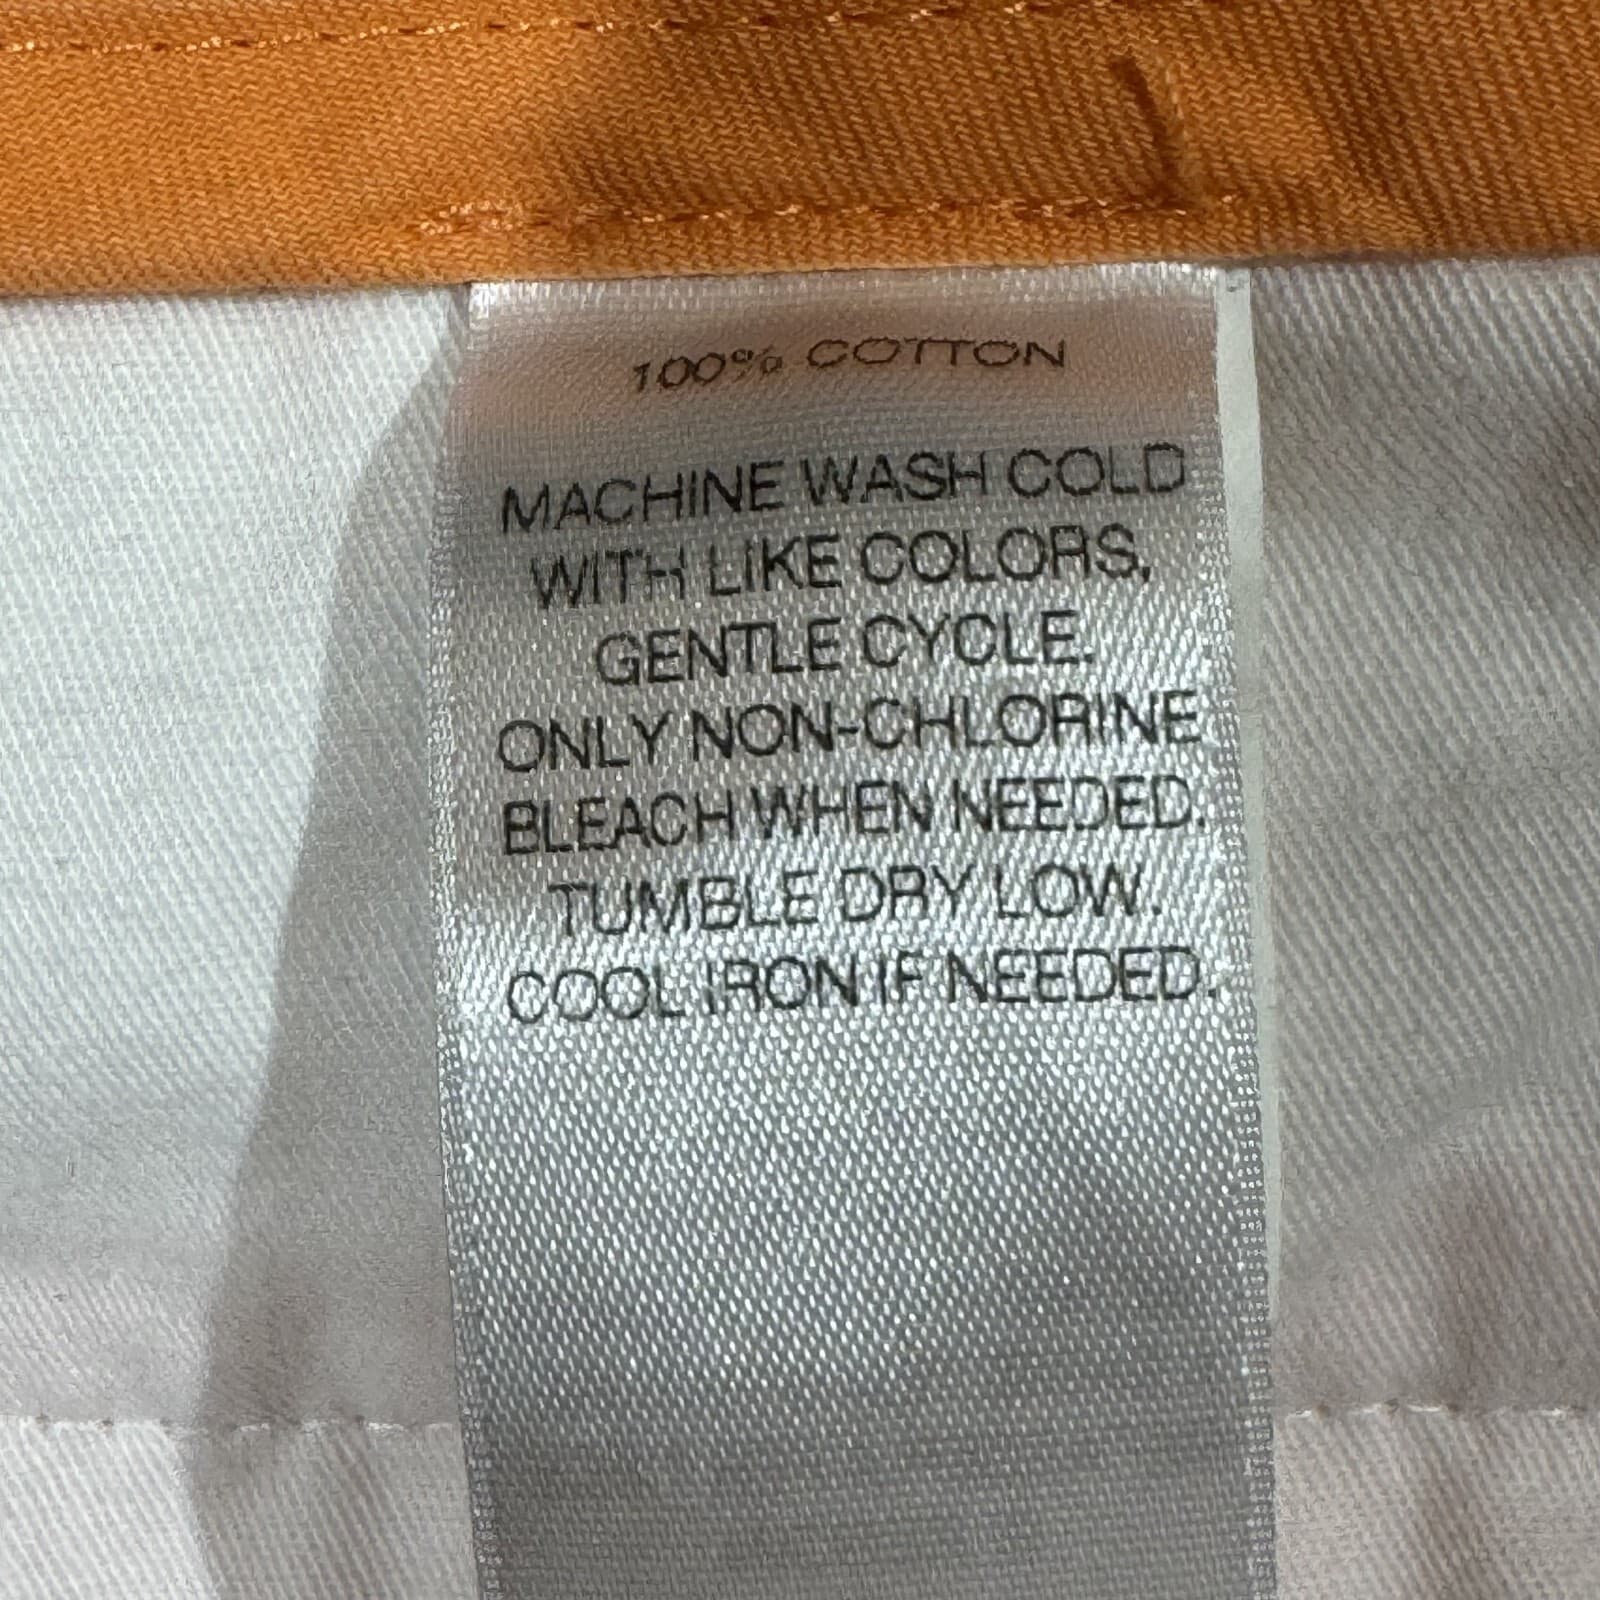 100% COTTON
MACHINE WASH COLD
WITH LIKE COLORS,
GENTLE CYCLE.
ONLY NON-CHLORINE
BLEACH WHEN NEEDED.
TUMBLE DRY LOW.
COOL IRON IF NEEDED.